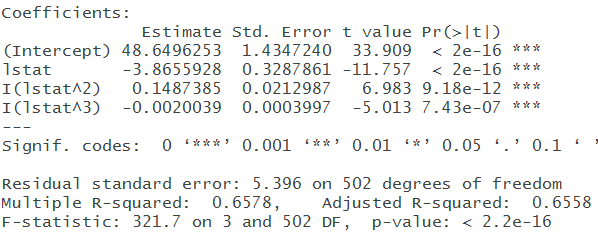 Coefficients:
Estimate Std. Error t value Pr(>|t|)
(Intercept) 48.6496253 1.4347240 33.909 < 2e-16 ***
lstat -3.8655928 0.3287861 -11.757 < 2e-16 ***
I(lstat^2) 0.1487385 0.0212987 6.983 9.18e-12 ***
I(lstat^3) -0.0020039 0.0003997 -5.013 7.43e-07 ***
---
Signif. codes: 0 ‘***’ 0.001 ‘**’ 0.01 ‘*’ 0.05 ‘.’ 0.1 ‘ ’
Residual standard error: 5.396 on 502 degrees of freedom
Multiple R-squared: 0.6578, Adjusted R-squared: 0.6558
F-statistic: 321.7 on 3 and 502 DF, p-value: < 2.2e-16